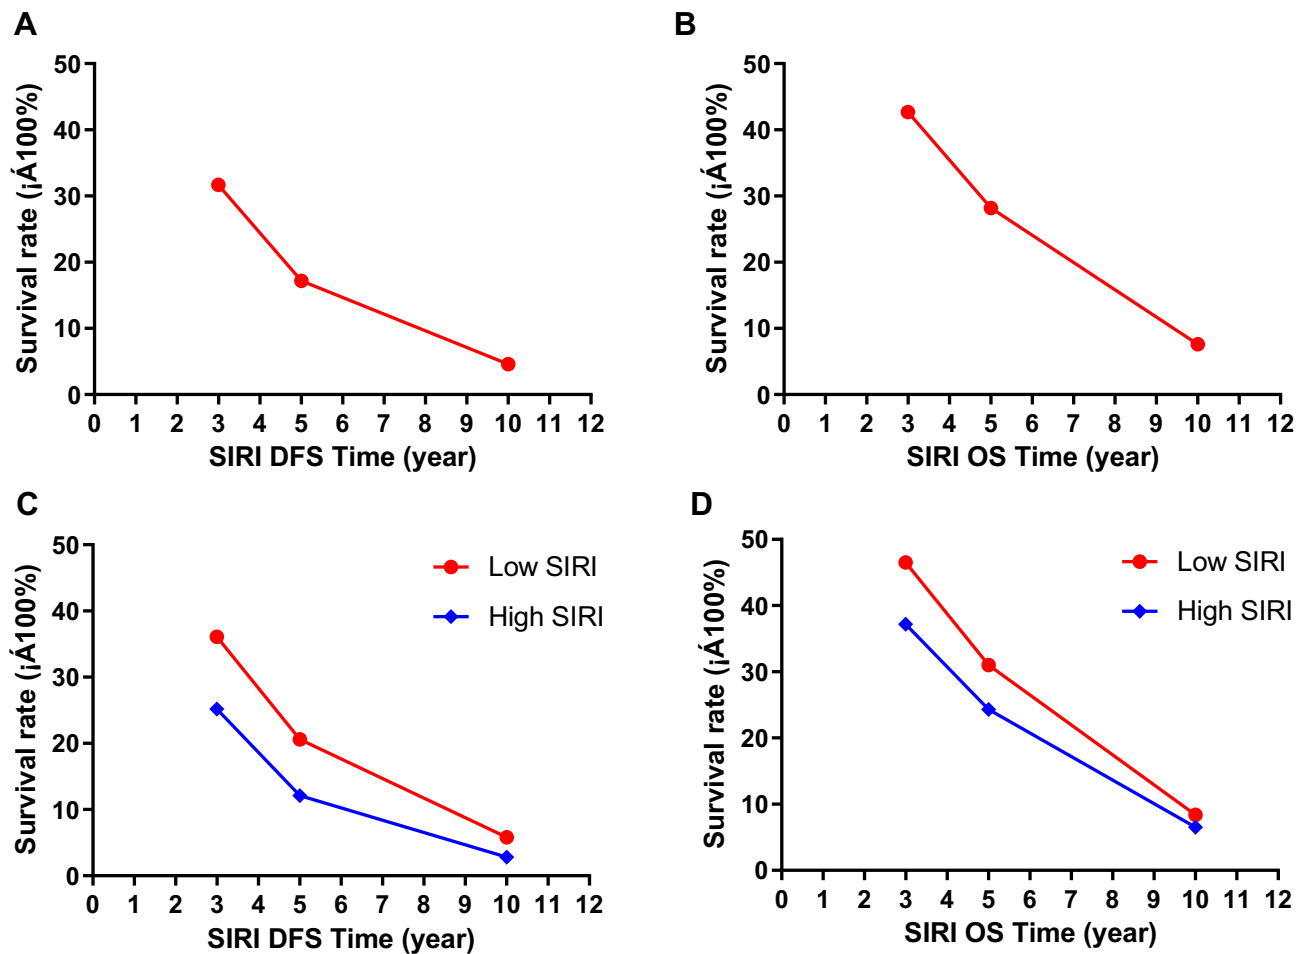 A
Survival rate (¡Á100%)
50
40
30
20
10
0
0 1 2 3 4 5 6 7 8 9 10 11 12
SIRI DFS Time (year)
B
Survival rate (¡Á100%)
50
40
30
20
10
0
0 1 2 3 4 5 6 7 8 9 10 11 12
SIRI OS Time (year)
C
Survival rate (¡Á100%)
50
40
30
20
10
0
0 1 2 3 4 5 6 7 8 9 10 11 12
SIRI DFS Time (year)
Low SIRI
High SIRI
D
Survival rate (¡Á100%)
50
40
30
20
10
0
0 1 2 3 4 5 6 7 8 9 10 11 12
SIRI OS Time (year)
Low SIRI
High SIRI